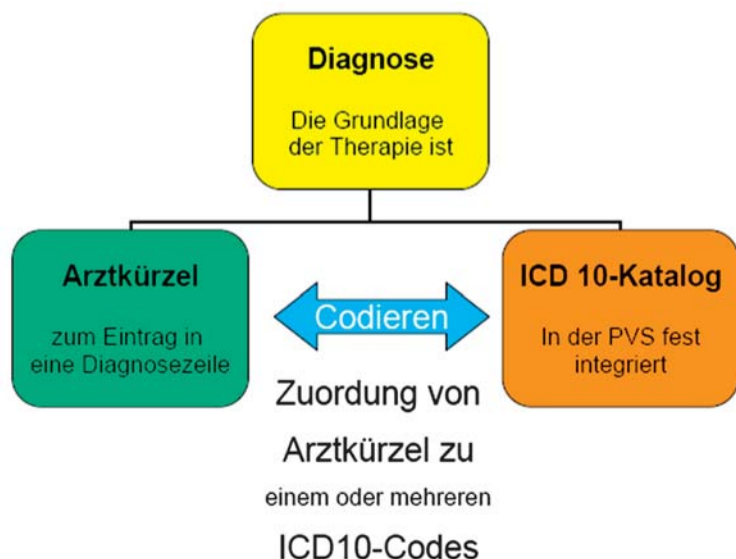 Diagnose
Die Grundlage
der Therapie ist
Arztkürzel
zum Eintrag in
eine Diagnosezeile
Codieren
ICD 10-Katalog
In der PVS fest
integriert
Zuordung von
Arztkürzel zu
einem oder mehreren
ICD10-Codes